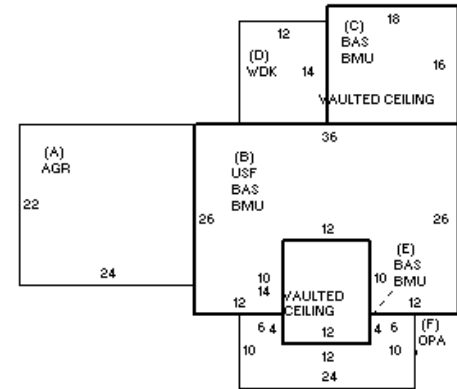 18
(C)
BAS
BMU
16
12
(D)
WDK
14
VAULTED CEILING
36
(A)
AGR
22
24
(B)
USF
BAS
BMU
26
26
12
(E)
BAS
BMU
10
14
10
VAULTED
CEILING
12
12
12
6 4
4 6
(F)
OPA
10
12
10
24